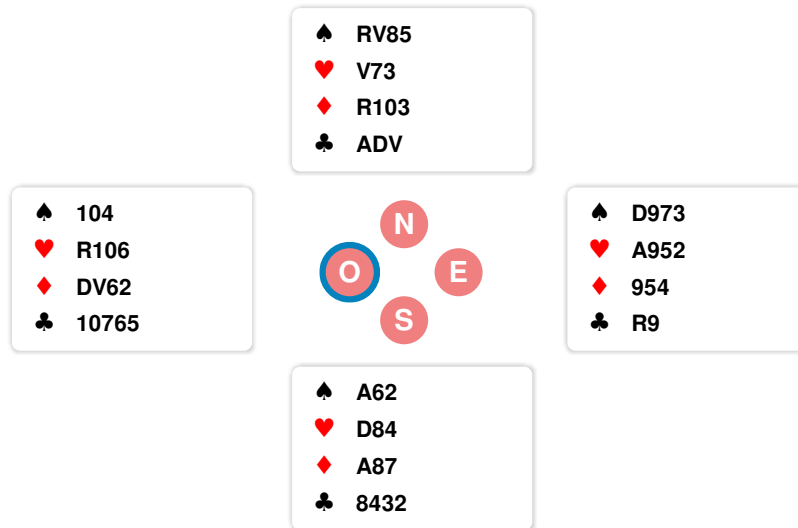 ♠ RV85
♥ V73
♦ R103
♣ ADV
♠ 104
♥ R106
♦ DV62
♣ 10765
N
O E
S
♠ D973
♥ A952
♦ 954
♣ R9
♠ A62
♥ D84
♦ A87
♣ 8432